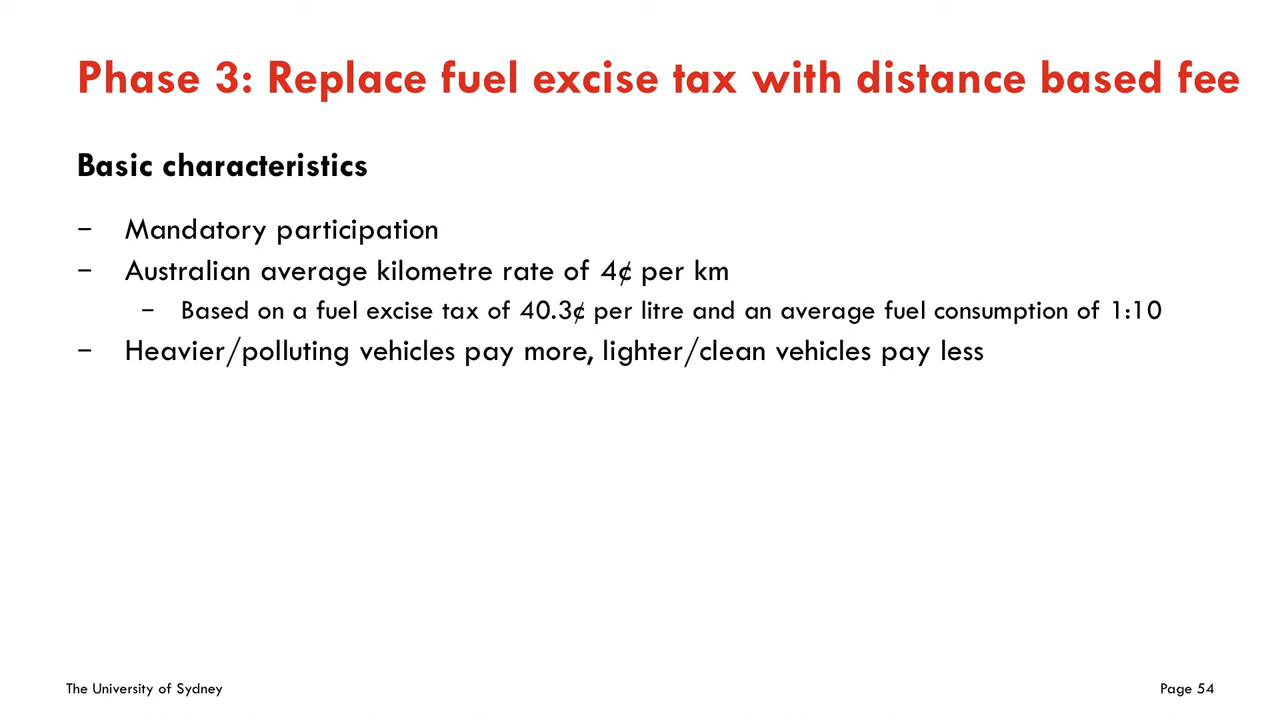 Phase 3: Replace fuel excise tax with distance based fee
Basic characteristics
– Mandatory participation
– Australian average kilometre rate of 4¢ per km
– Based on a fuel excise tax of 40.3¢ per litre and an average fuel consumption of 1:10
– Heavier/polluting vehicles pay more, lighter/clean vehicles pay less
The University of Sydney
Page 54